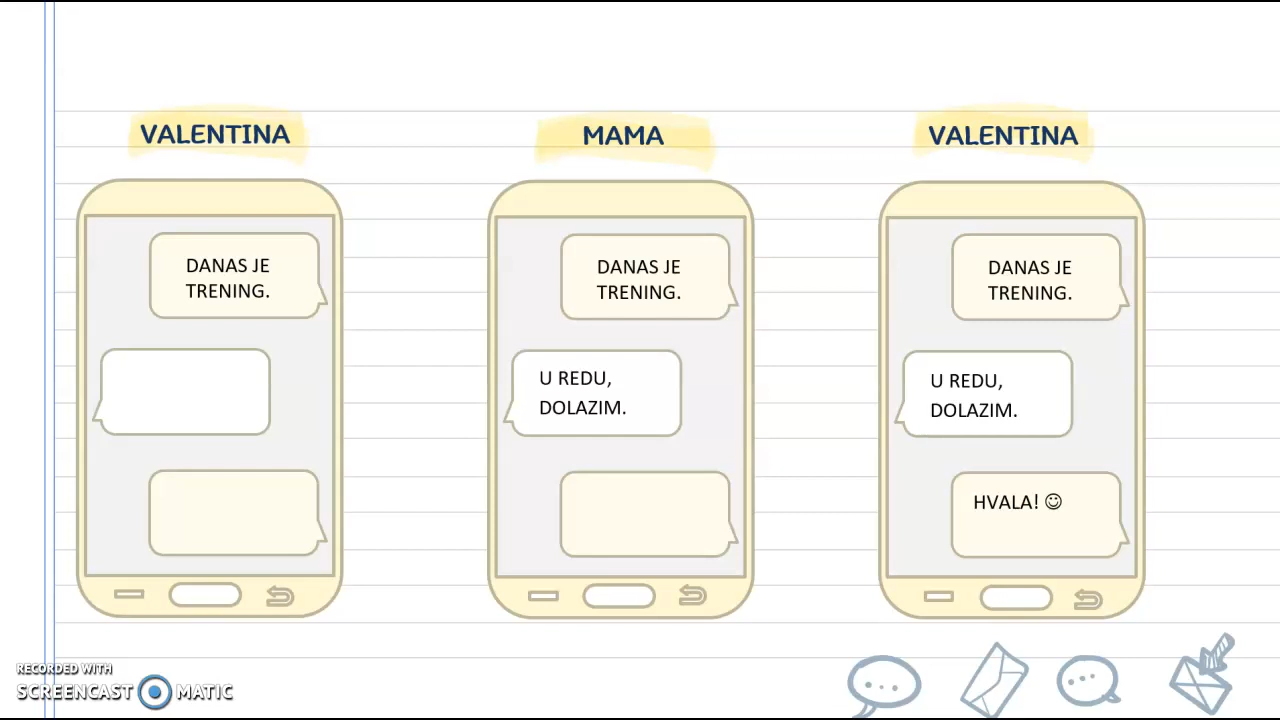 VALENTINA
DANAS JE
TRENING.
MAMA
DANAS JE
TRENING.
U REDU,
DOLAZIM.
VALENTINA
DANAS JE
TRENING.
U REDU,
DOLAZIM.
HVALA! ☺
RECORDED WITH
SCREENCAST MATIC